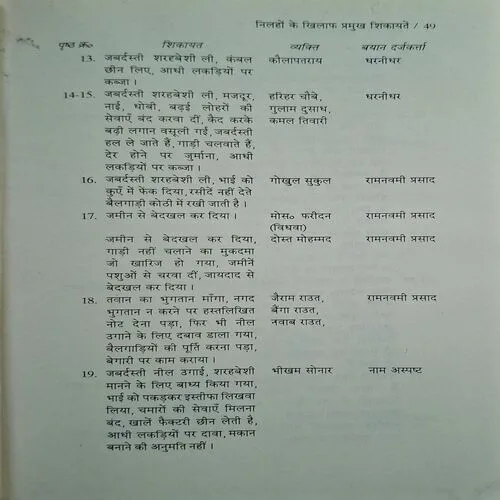 निलहों के खिलाफ प्रमुख शिकायतें / 49
पृष्ठ क्र० शिकायत व्यक्ति बयान दर्जकर्त्ता
13. जबर्दस्ती शरहबेशी ली, कंबल कौलापतराय धरनीधर
छीन लिए, आधी लकड़ियों पर
कब्जा।
14-15. जबर्दस्ती शरहबेशी ली, मजदूर, हरिहर चौबे, धरनीधर
नाई, धोबी, बढ़ई लोहरों की गुलाम दुसाध,
सेवाएँ बंद करवा दीं, कैद करके कमल तिवारी
बढ़ी लगान वसूली गई, जबर्दस्ती
हल ले जाते हैं, गाड़ी चलवाते हैं,
देर होने पर जुर्माना, आधी
लकड़ियों पर कब्जा।
16. जबर्दस्ती शरहबेशी ली, भाई को गोखुल सुकुल रामनवमी प्रसाद
कुएँ में फेंक दिया, रसीदें नहीं देते
बैलगाड़ी कोठी में रखी जाती है।
17. जमीन से बेदखल कर दिया। मोस० फरीदन रामनवमी प्रसाद
(विधवा)
जमीन से बेदखल कर दिया, दोस्त मोहम्मद रामनवमी प्रसाद
गाड़ी नहीं चलाने का मुकदमा
जो खारिज हो गया, जमीनें
पशुओं से चरवा दीं, जायदाद से
बेदखल कर दिया।
18. तवान का भुगतान माँगा, नगद जैराम राउत, रामनवमी प्रसाद
भुगतान न करने पर हस्तलिखित बैंगा राउत,
नोट देना पड़ा, फिर भी नील नवाब राउत,
उगाने के लिए दबाव डाला गया,
बैलगाड़ियों की पूर्ति करना पड़ा,
बेगारी पर काम कराया।
19. जबर्दस्ती नील उगाई, शरहबेशी भीखम सोनार नाम अस्पष्ट
मानने के लिए बाध्य किया गया,
भाई को पकड़कर इस्तीफा लिखवा
लिया, चमारों की सेवाएँ मिलना
बंद, खालें फैक्टरी छीन लेती है,
आधी लकड़ियों पर दावा, मकान
बनाने की अनुमति नहीं।